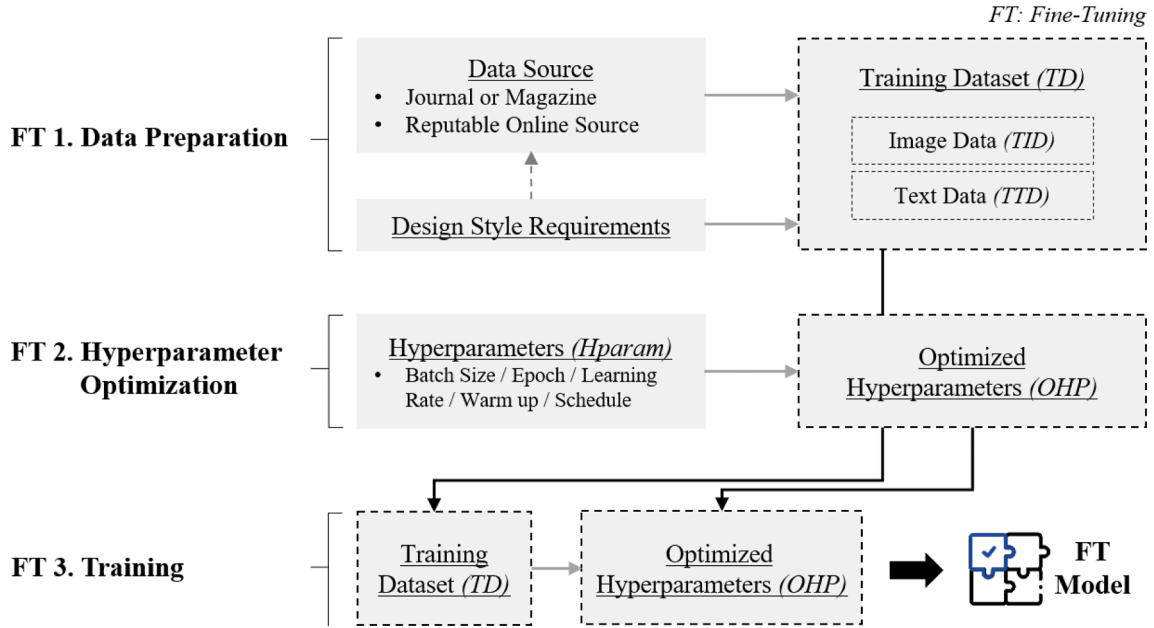 FT: Fine-Tuning
FT 1. Data Preparation
Data Source
• Journal or Magazine
• Reputable Online Source
Design Style Requirements
Training Dataset (TD)
Image Data (TID)
Text Data (TTD)
FT 2. Hyperparameter
Optimization
Hyperparameters (Hparam)
• Batch Size / Epoch / Learning
Rate / Warm up / Schedule
Optimized
Hyperparameters (OHP)
FT 3. Training
Training
Dataset (TD)
Optimized
Hyperparameters (OHP)
FT
Model